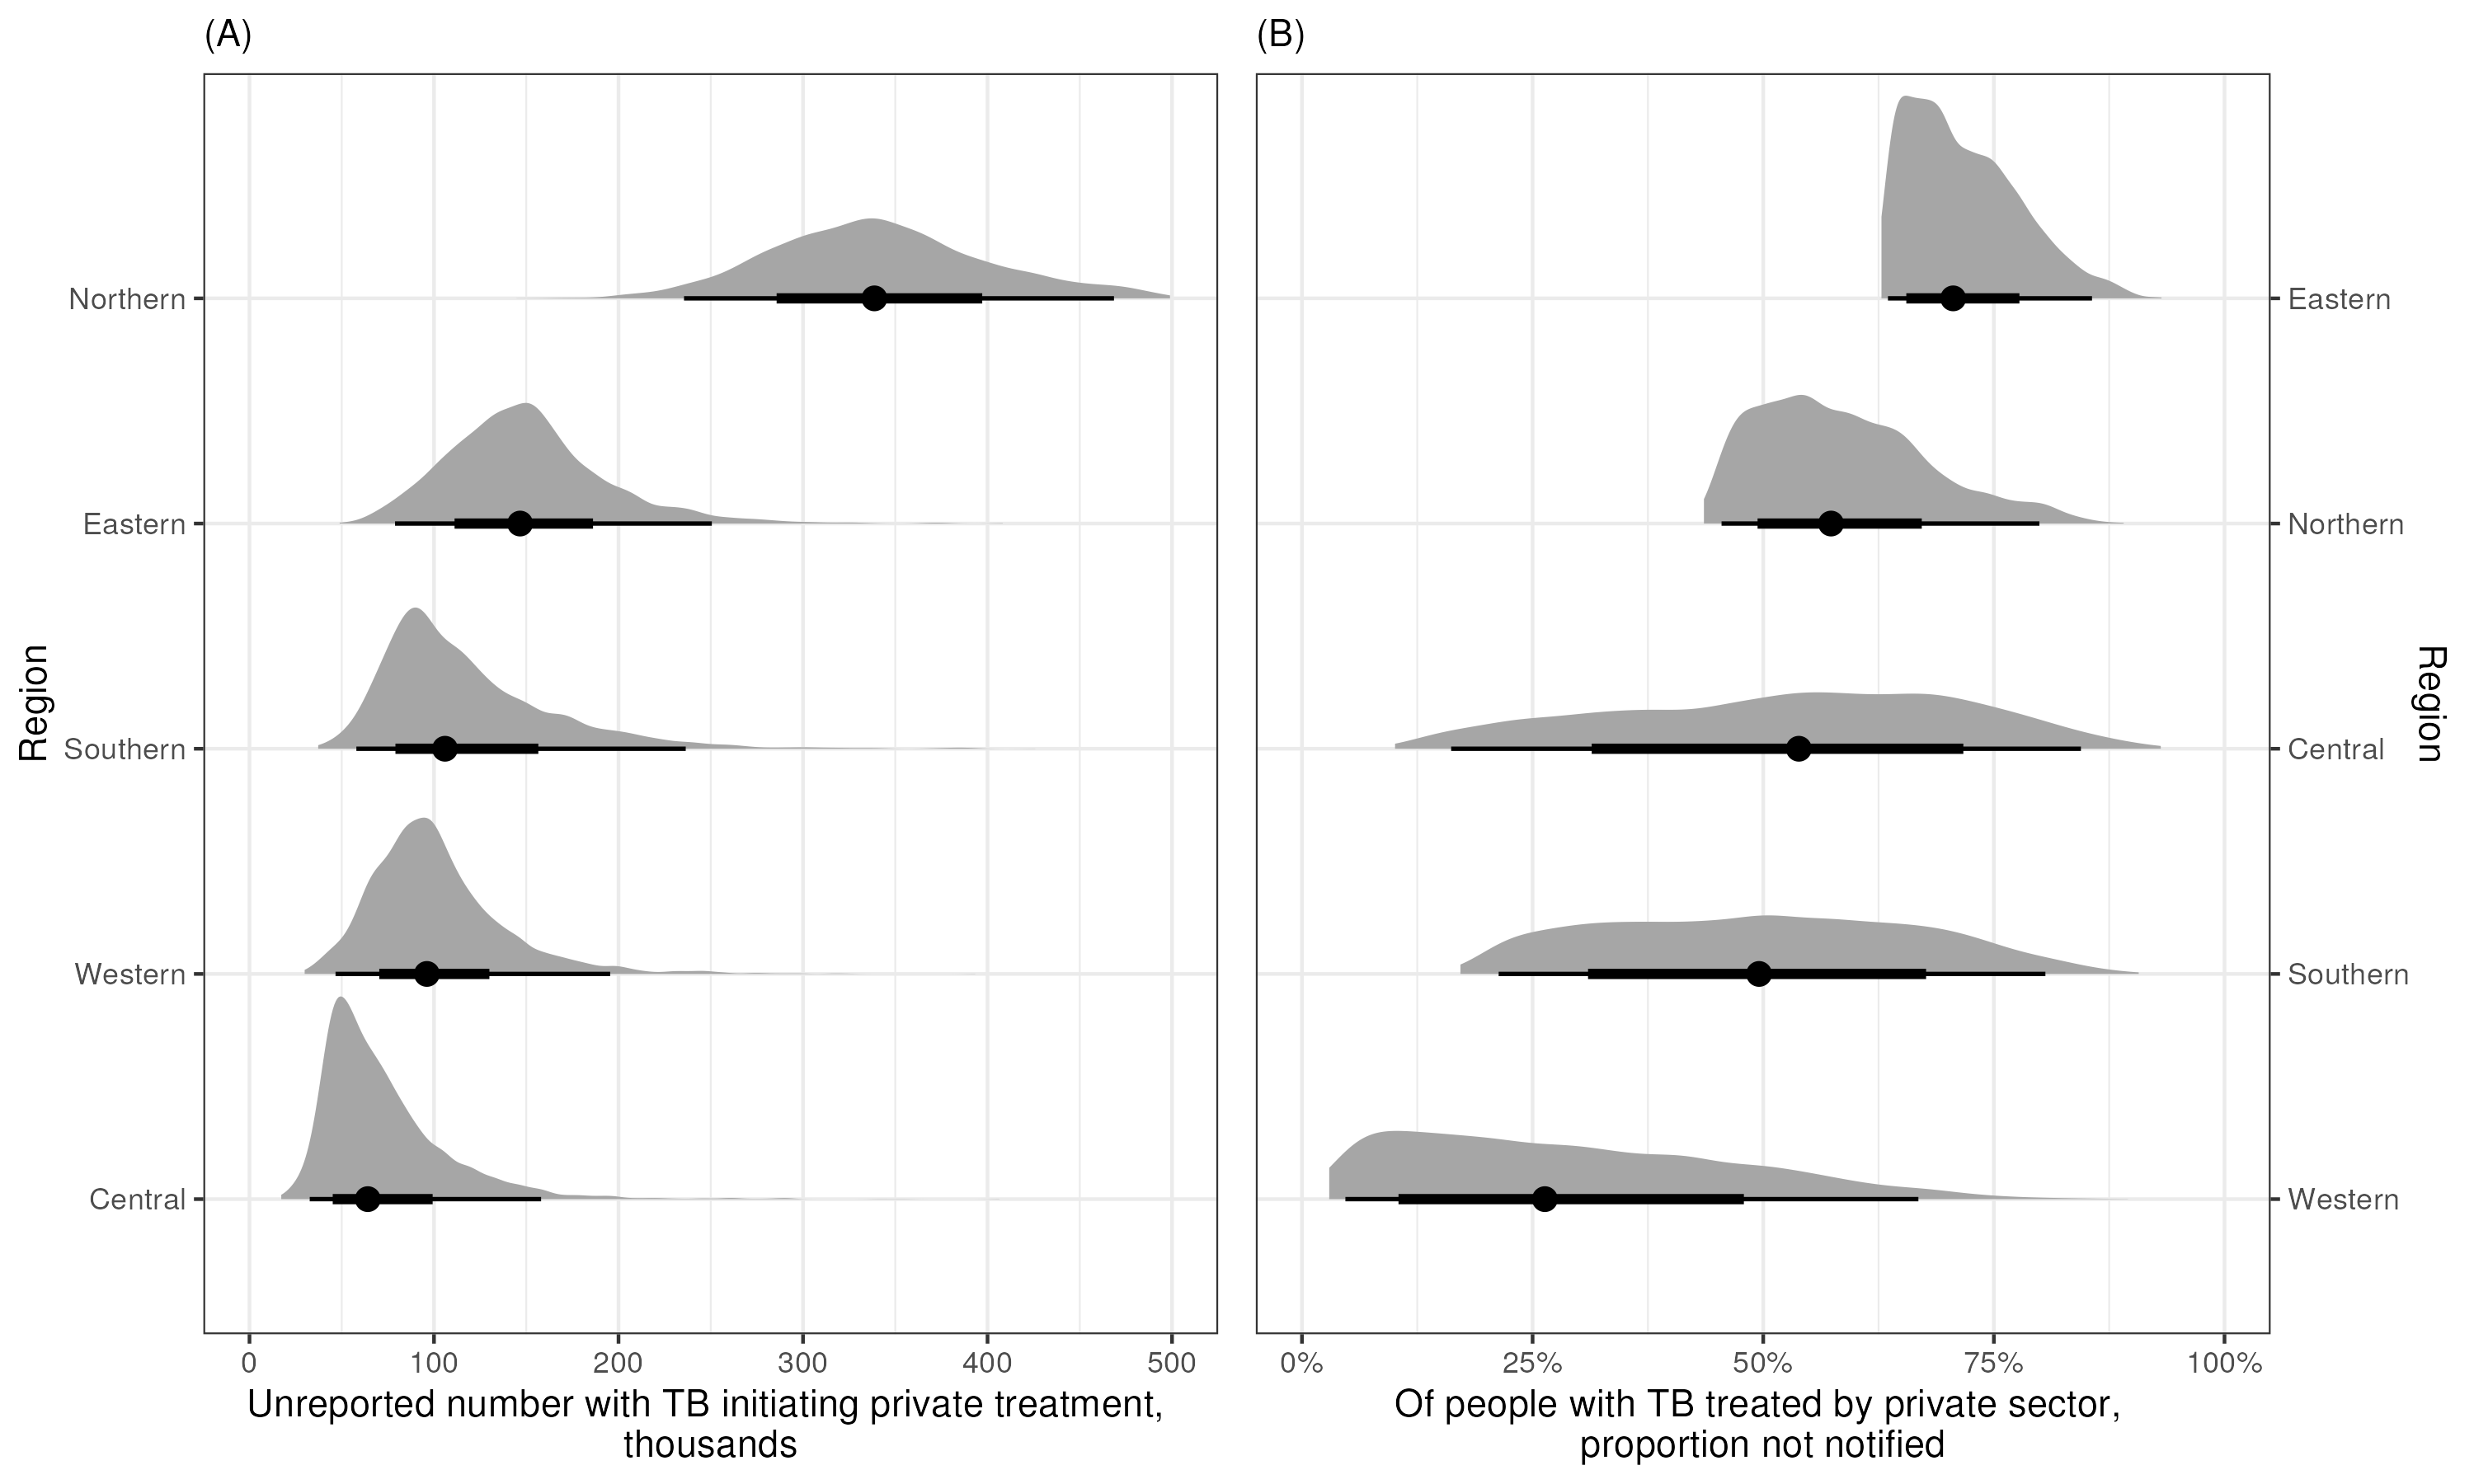 (A)
(B)
Region
Northern
Eastern
Southern
Western
Central
0 100 200 300 400 500
Unreported number with TB initiating private treatment,
thousands
Eastern
Northern
Central
Southern
Western
Region
0% 25% 50% 75% 100%
Of people with TB treated by private sector,
proportion not notified